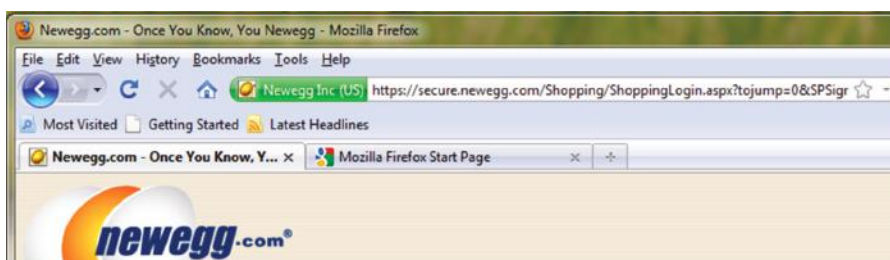 Newegg.com - Once You Know, You Newegg - Mozilla Firefox
File Edit View History Bookmarks Tools Help
Newegg Inc (US) https://secure.newegg.com/Shopping/ShoppingLogin.aspx?tojump=0&SPSigr
Most Visited Getting Started Latest Headlines
Newegg.com - Once You Know, Y... Mozilla Firefox Start Page
newegg.com®